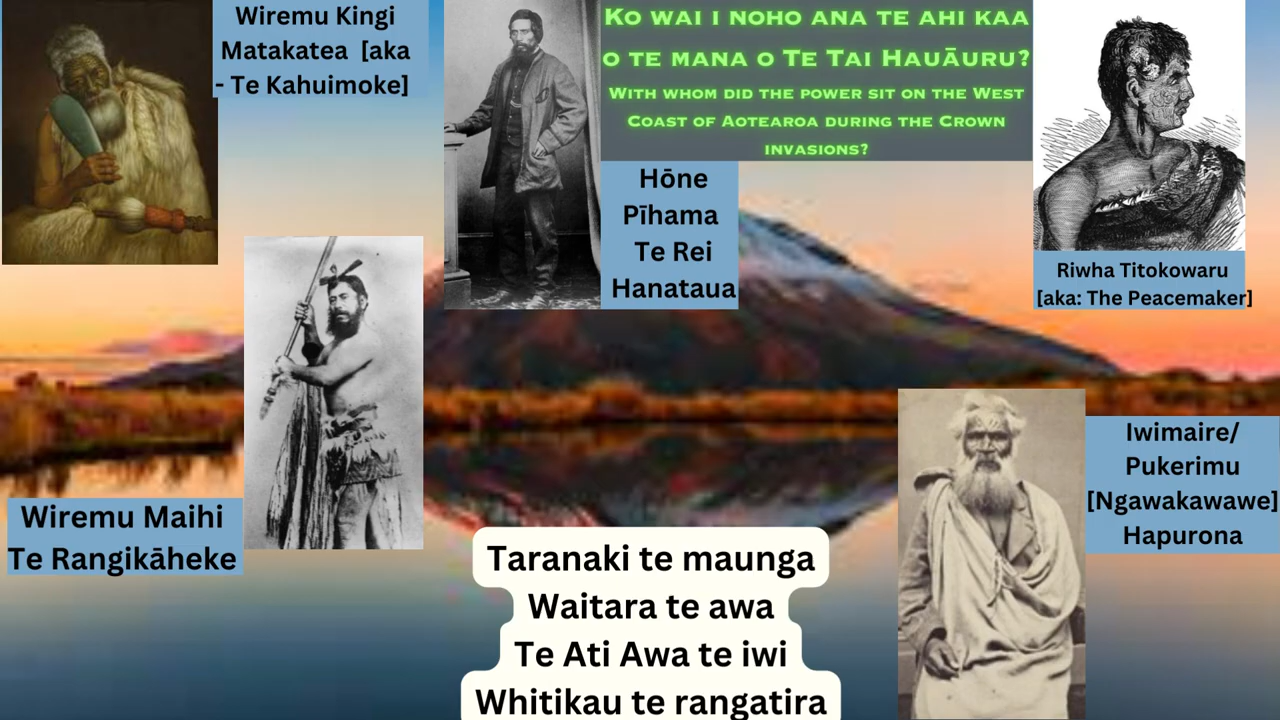 Wiremu Kingi
Matakatea [aka
- Te Kahuimoke]
KO WAI I NOHO ANA TE AHI KAA
O TE MANA O TE TAI HAUĀURU?
WITH WHOM DID THE POWER SIT ON THE WEST
COAST OF AOTEAROA DURING THE CROWN
INVASIONS?
Hōne
Pīhama
Te Rei
Hanataua
Riwha Titokowaru
[aka: The Peacemaker]
Wiremu Maihi
Te Rangikāheke
Iwimaire/
Pukerimu
[Ngawakawawe]
Hapurona
Taranaki te maunga
Waitara te awa
Te Ati Awa te iwi
Whitikau te rangatira